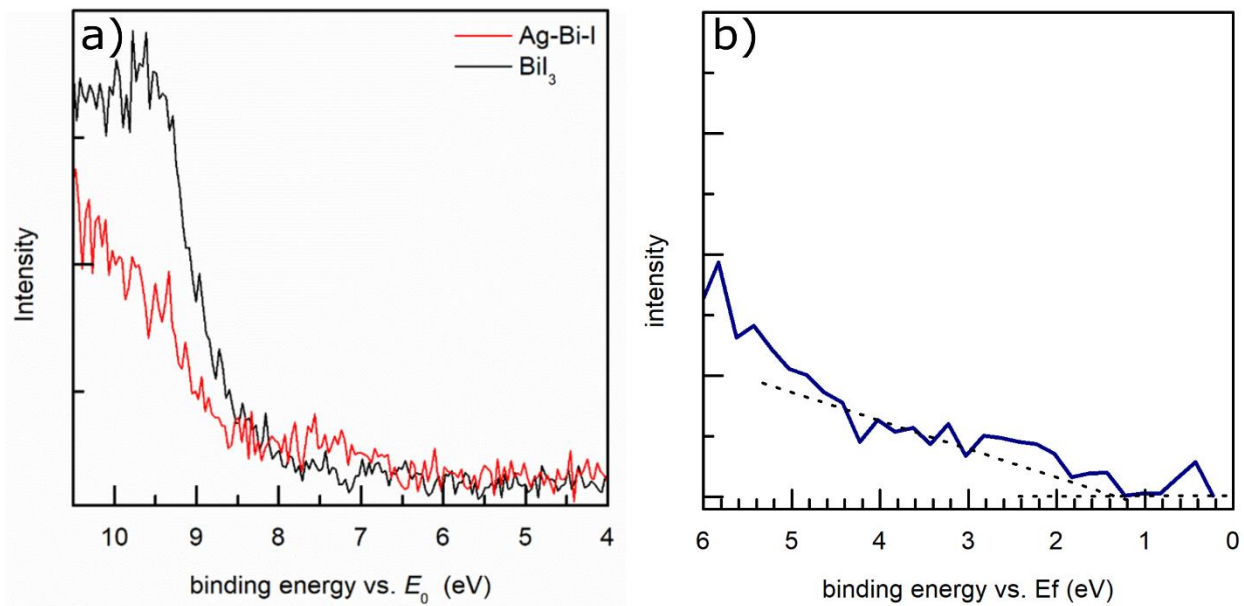 a)
Ag-Bi-I
BiI₃
Intensity
10 9 8 7 6 5 4
binding energy vs. E₀ (eV)
b)
intensity
6 5 4 3 2 1 0
binding energy vs. Ef (eV)